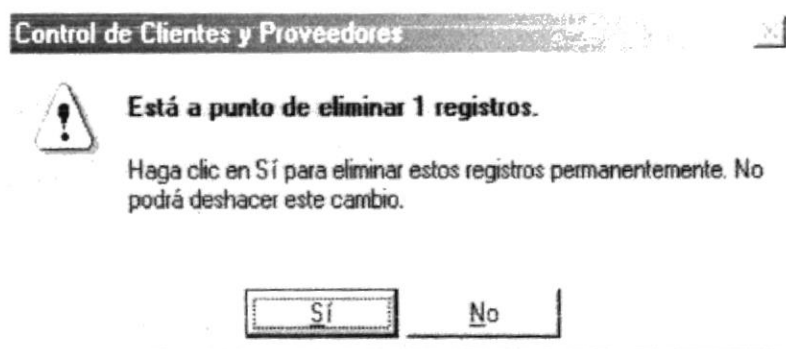 Control de Clientes y Proveedores
Está a punto de eliminar 1 registros.
Haga clic en Sí para eliminar estos registros permanentemente. No
podrá deshacer este cambio.
Sí
No